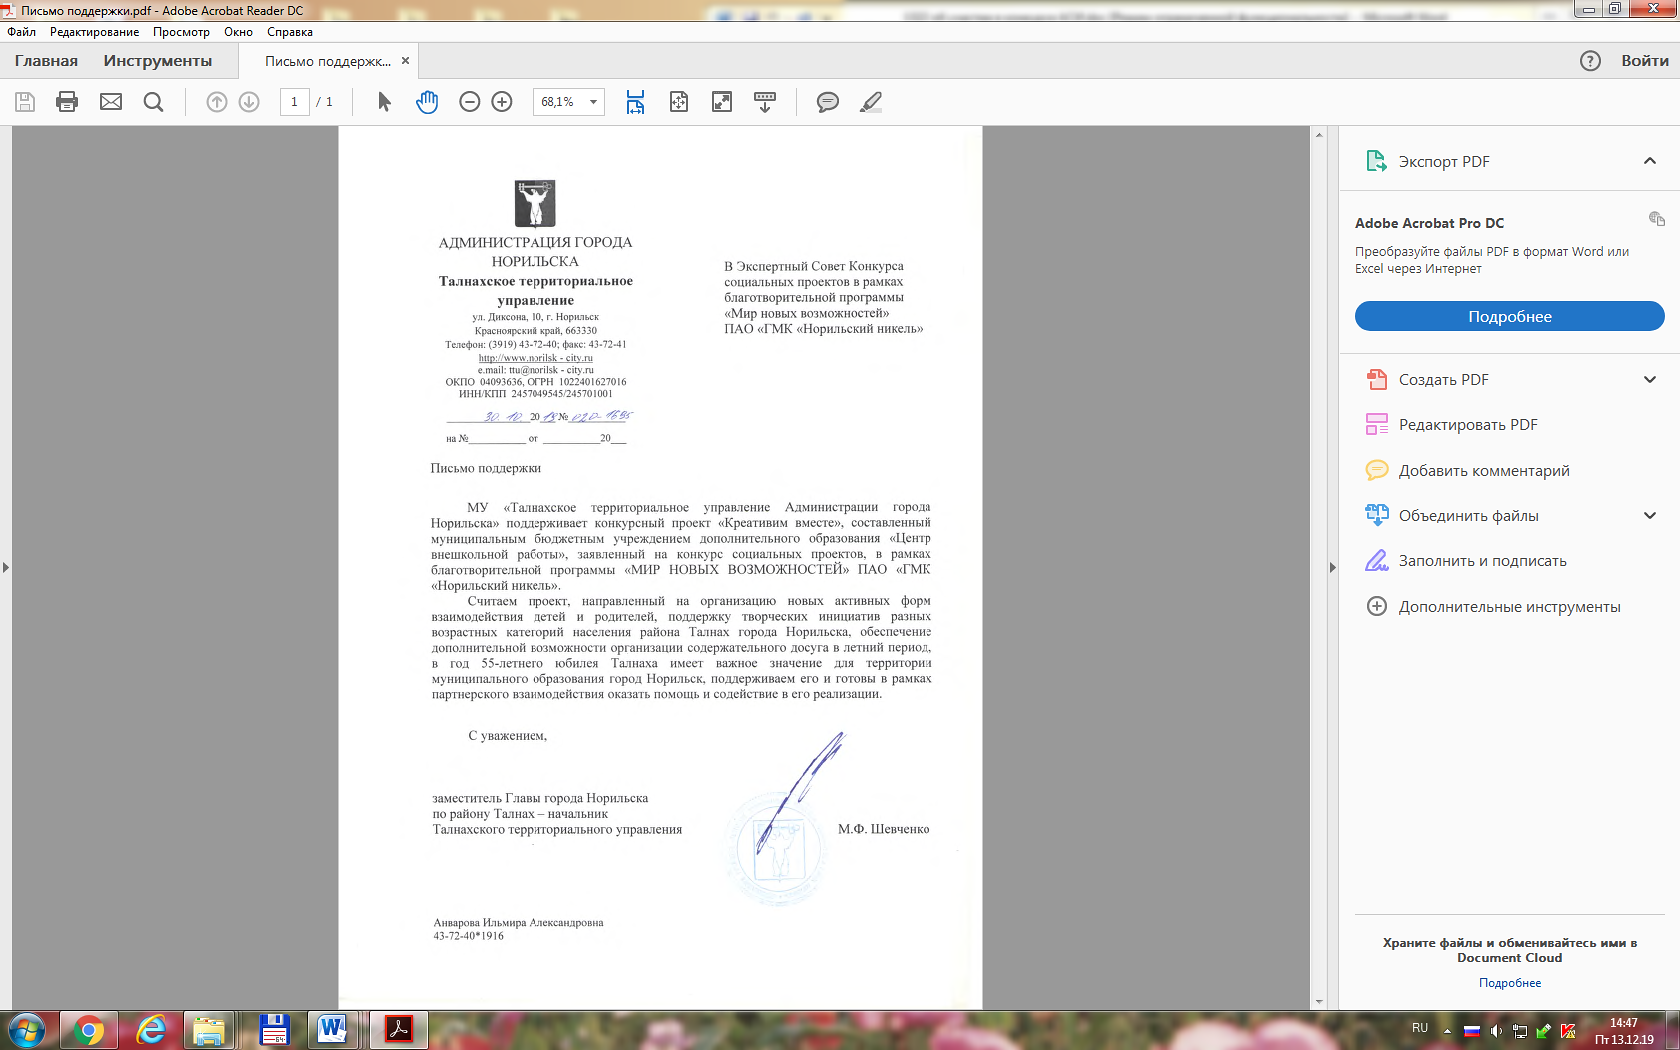 Письмо поддержки.pdf - Adobe Acrobat Reader DC
Файл Редактирование Просмотр Окно Справка
Главная Инструменты Письмо поддержк... × Войти
1 / 1 68,1%
АДМИНИСТРАЦИЯ ГОРОДА
НОРИЛЬСКА
Талнахское территориальное
управление
ул. Диксона, 10, г. Норильск
Красноярский край, 663330
Телефон: (3919) 43-72-40; факс: 43-72-41
http://www.norilsk - city.ru
e.mail: ttu@norilsk - city.ru
ОКПО 04093636, ОГРН 1022401627016
ИНН/КПП 2457049545/245701001
30. 10. 20 19 № 020-1695
на №___________ от ___________20___
В Экспертный Совет Конкурса
социальных проектов в рамках
благотворительной программы
«Мир новых возможностей»
ПАО «ГМК «Норильский никель»
Письмо поддержки
МУ «Талнахское территориальное управление Администрации города
Норильска» поддерживает конкурсный проект «Креативим вместе», составленный
муниципальным бюджетным учреждением дополнительного образования «Центр
внешкольной работы», заявленный на конкурс социальных проектов, в рамках
благотворительной программы «МИР НОВЫХ ВОЗМОЖНОСТЕЙ» ПАО «ГМК
«Норильский никель».
Считаем проект, направленный на организацию новых активных форм
взаимодействия детей и родителей, поддержку творческих инициатив разных
возрастных категорий населения района Талнах города Норильска, обеспечение
дополнительной возможности организации содержательного досуга в летний период,
в год 55-летнего юбилея Талнаха имеет важное значение для территории
муниципального образования город Норильск, поддерживаем его и готовы в рамках
партнерского взаимодействия оказать помощь и содействие в его реализации.
С уважением,
заместитель Главы города Норильска
по району Талнах – начальник
Талнахского территориального управления М.Ф. Шевченко
Анварова Ильмира Александровна
43-72-40*1916
Экспорт PDF
Adobe Acrobat Pro DC
Преобразуйте файлы PDF в формат Word или
Excel через Интернет
Подробнее
Создать PDF
Редактировать PDF
Добавить комментарий
Объединить файлы
Заполнить и подписать
Дополнительные инструменты
Храните файлы и обменивайтесь ими в
Document Cloud
Подробнее
RU
14:47
Пт 13.12.19